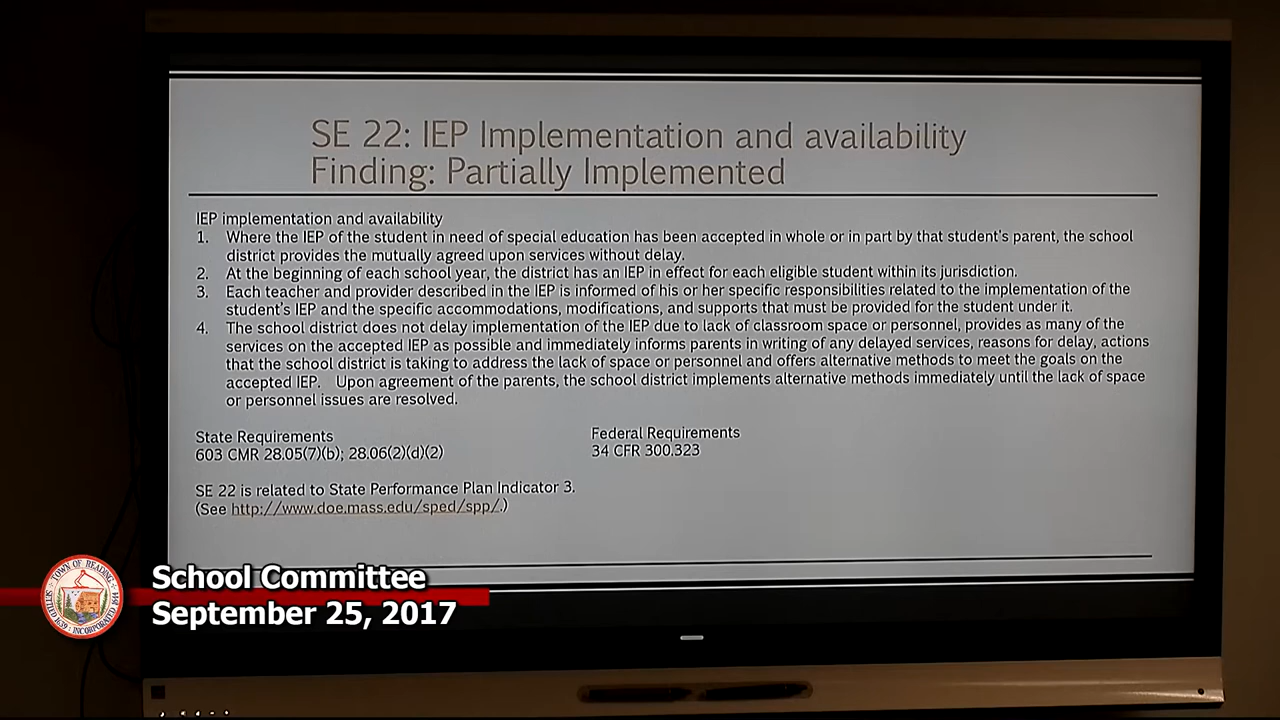 SE 22: IEP Implementation and availability
Finding: Partially Implemented
IEP implementation and availability
1. Where the IEP of the student in need of special education has been accepted in whole or in part by that student's parent, the school
district provides the mutually agreed upon services without delay.
2. At the beginning of each school year, the district has an IEP in effect for each eligible student within its jurisdiction.
3. Each teacher and provider described in the IEP is informed of his or her specific responsibilities related to the implementation of the
student's IEP and the specific accommodations, modifications, and supports that must be provided for the student under it.
4. The school district does not delay implementation of the IEP due to lack of classroom space or personnel, provides as many of the
services on the accepted IEP as possible and immediately informs parents in writing of any delayed services, reasons for delay, actions
that the school district is taking to address the lack of space or personnel and offers alternative methods to meet the goals on the
accepted IEP. Upon agreement of the parents, the school district implements alternative methods immediately until the lack of space
or personnel issues are resolved.
State Requirements
603 CMR 28.05(7)(b); 28.06(2)(d)(2)
Federal Requirements
34 CFR 300.323
SE 22 is related to State Performance Plan Indicator 3.
(See http://www.doe.mass.edu/sped/spp/.)
TOWN OF READING
SETTLED 1639 INCORPORATED 1644
School Committee
September 25, 2017